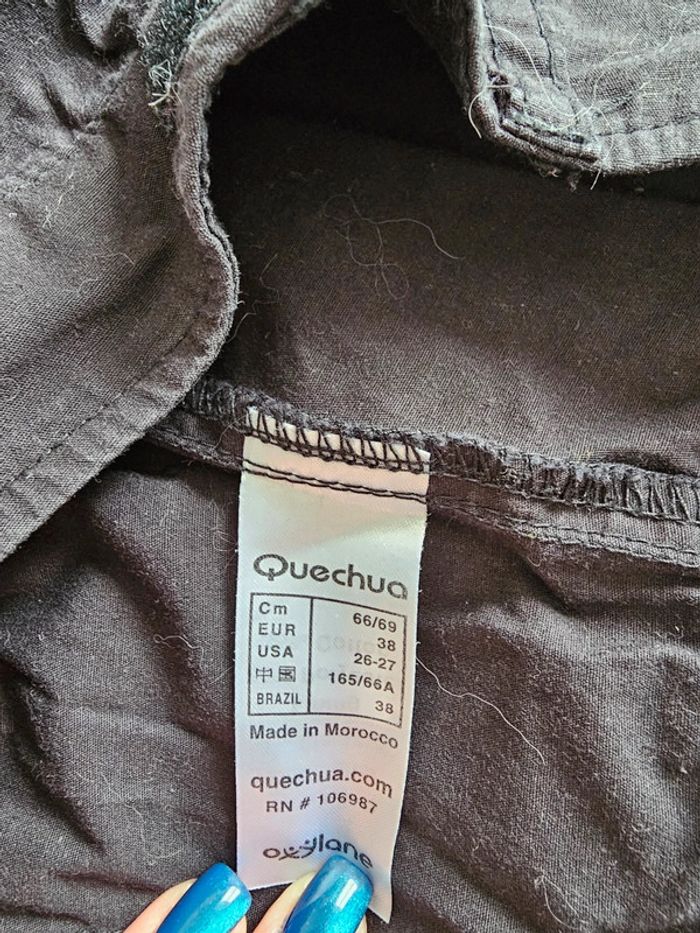 Quechua
Cm 66/69
EUR 38
USA 26-27
中国 165/66A
BRAZIL 38
Made in Morocco
quechua.com
RN # 106987
oxylane